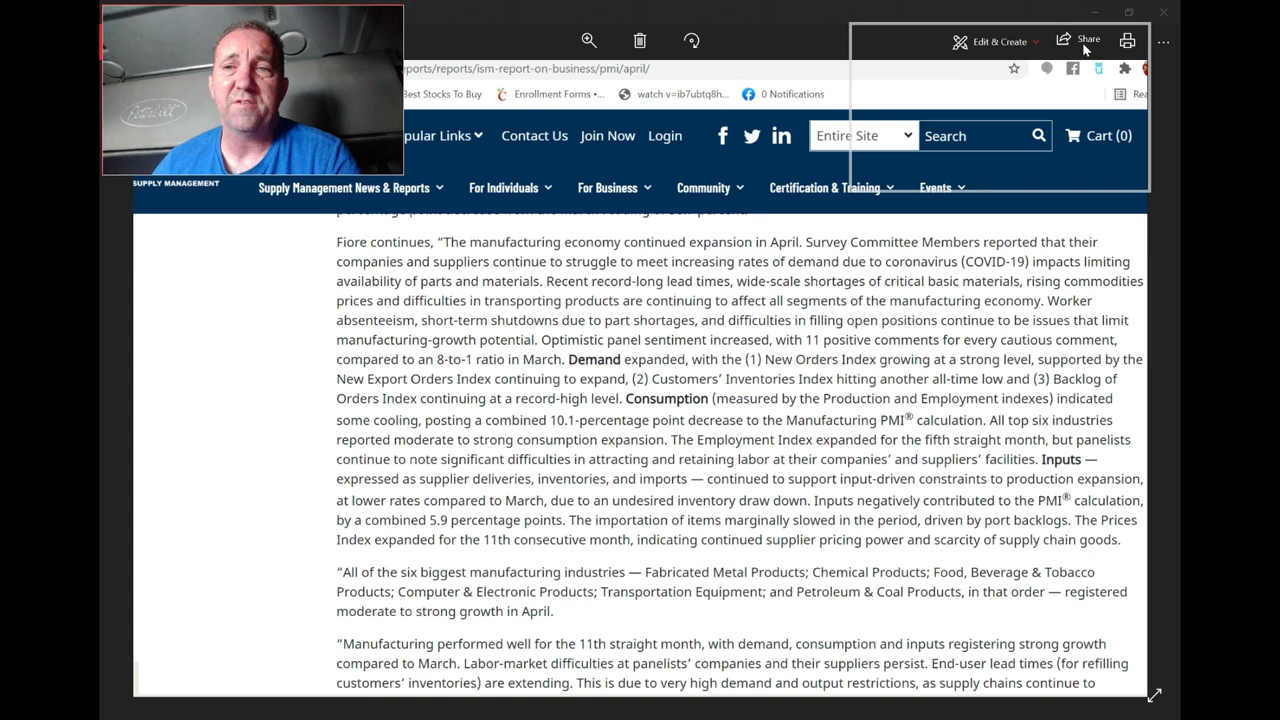 Edit & Create
Share
ports/reports/ism-report-on-business/pmi/april/
Best Stocks To Buy
Enrollment Forms •...
watch v=ib7ubtq8h...
0 Notifications
Rea
Peterbilt
pular Links
Contact Us
Join Now
Login
Entire Site
Search
Cart (0)
SUPPLY MANAGEMENT
Supply Management News & Reports
For Individuals
For Business
Community
Certification & Training
Events
Fiore continues, “The manufacturing economy continued expansion in April. Survey Committee Members reported that their
companies and suppliers continue to struggle to meet increasing rates of demand due to coronavirus (COVID-19) impacts limiting
availability of parts and materials. Recent record-long lead times, wide-scale shortages of critical basic materials, rising commodities
prices and difficulties in transporting products are continuing to affect all segments of the manufacturing economy. Worker
absenteeism, short-term shutdowns due to part shortages, and difficulties in filling open positions continue to be issues that limit
manufacturing-growth potential. Optimistic panel sentiment increased, with 11 positive comments for every cautious comment,
compared to an 8-to-1 ratio in March. Demand expanded, with the (1) New Orders Index growing at a strong level, supported by the
New Export Orders Index continuing to expand, (2) Customers’ Inventories Index hitting another all-time low and (3) Backlog of
Orders Index continuing at a record-high level. Consumption (measured by the Production and Employment indexes) indicated
some cooling, posting a combined 10.1-percentage point decrease to the Manufacturing PMI® calculation. All top six industries
reported moderate to strong consumption expansion. The Employment Index expanded for the fifth straight month, but panelists
continue to note significant difficulties in attracting and retaining labor at their companies’ and suppliers’ facilities. Inputs —
expressed as supplier deliveries, inventories, and imports — continued to support input-driven constraints to production expansion,
at lower rates compared to March, due to an undesired inventory draw down. Inputs negatively contributed to the PMI® calculation,
by a combined 5.9 percentage points. The importation of items marginally slowed in the period, driven by port backlogs. The Prices
Index expanded for the 11th consecutive month, indicating continued supplier pricing power and scarcity of supply chain goods.
“All of the six biggest manufacturing industries — Fabricated Metal Products; Chemical Products; Food, Beverage & Tobacco
Products; Computer & Electronic Products; Transportation Equipment; and Petroleum & Coal Products, in that order — registered
moderate to strong growth in April.
“Manufacturing performed well for the 11th straight month, with demand, consumption and inputs registering strong growth
compared to March. Labor-market difficulties at panelists’ companies and their suppliers persist. End-user lead times (for refilling
customers’ inventories) are extending. This is due to very high demand and output restrictions, as supply chains continue to